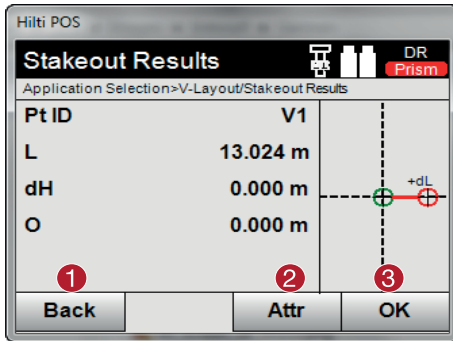 Hilti POS
Stakeout Results
DR
Prism
Application Selection>V-Layout/Stakeout Results
Pt ID V1
L 13.024 m
dH 0.000 m
O 0.000 m
+dL
1 2 3
Back Attr OK